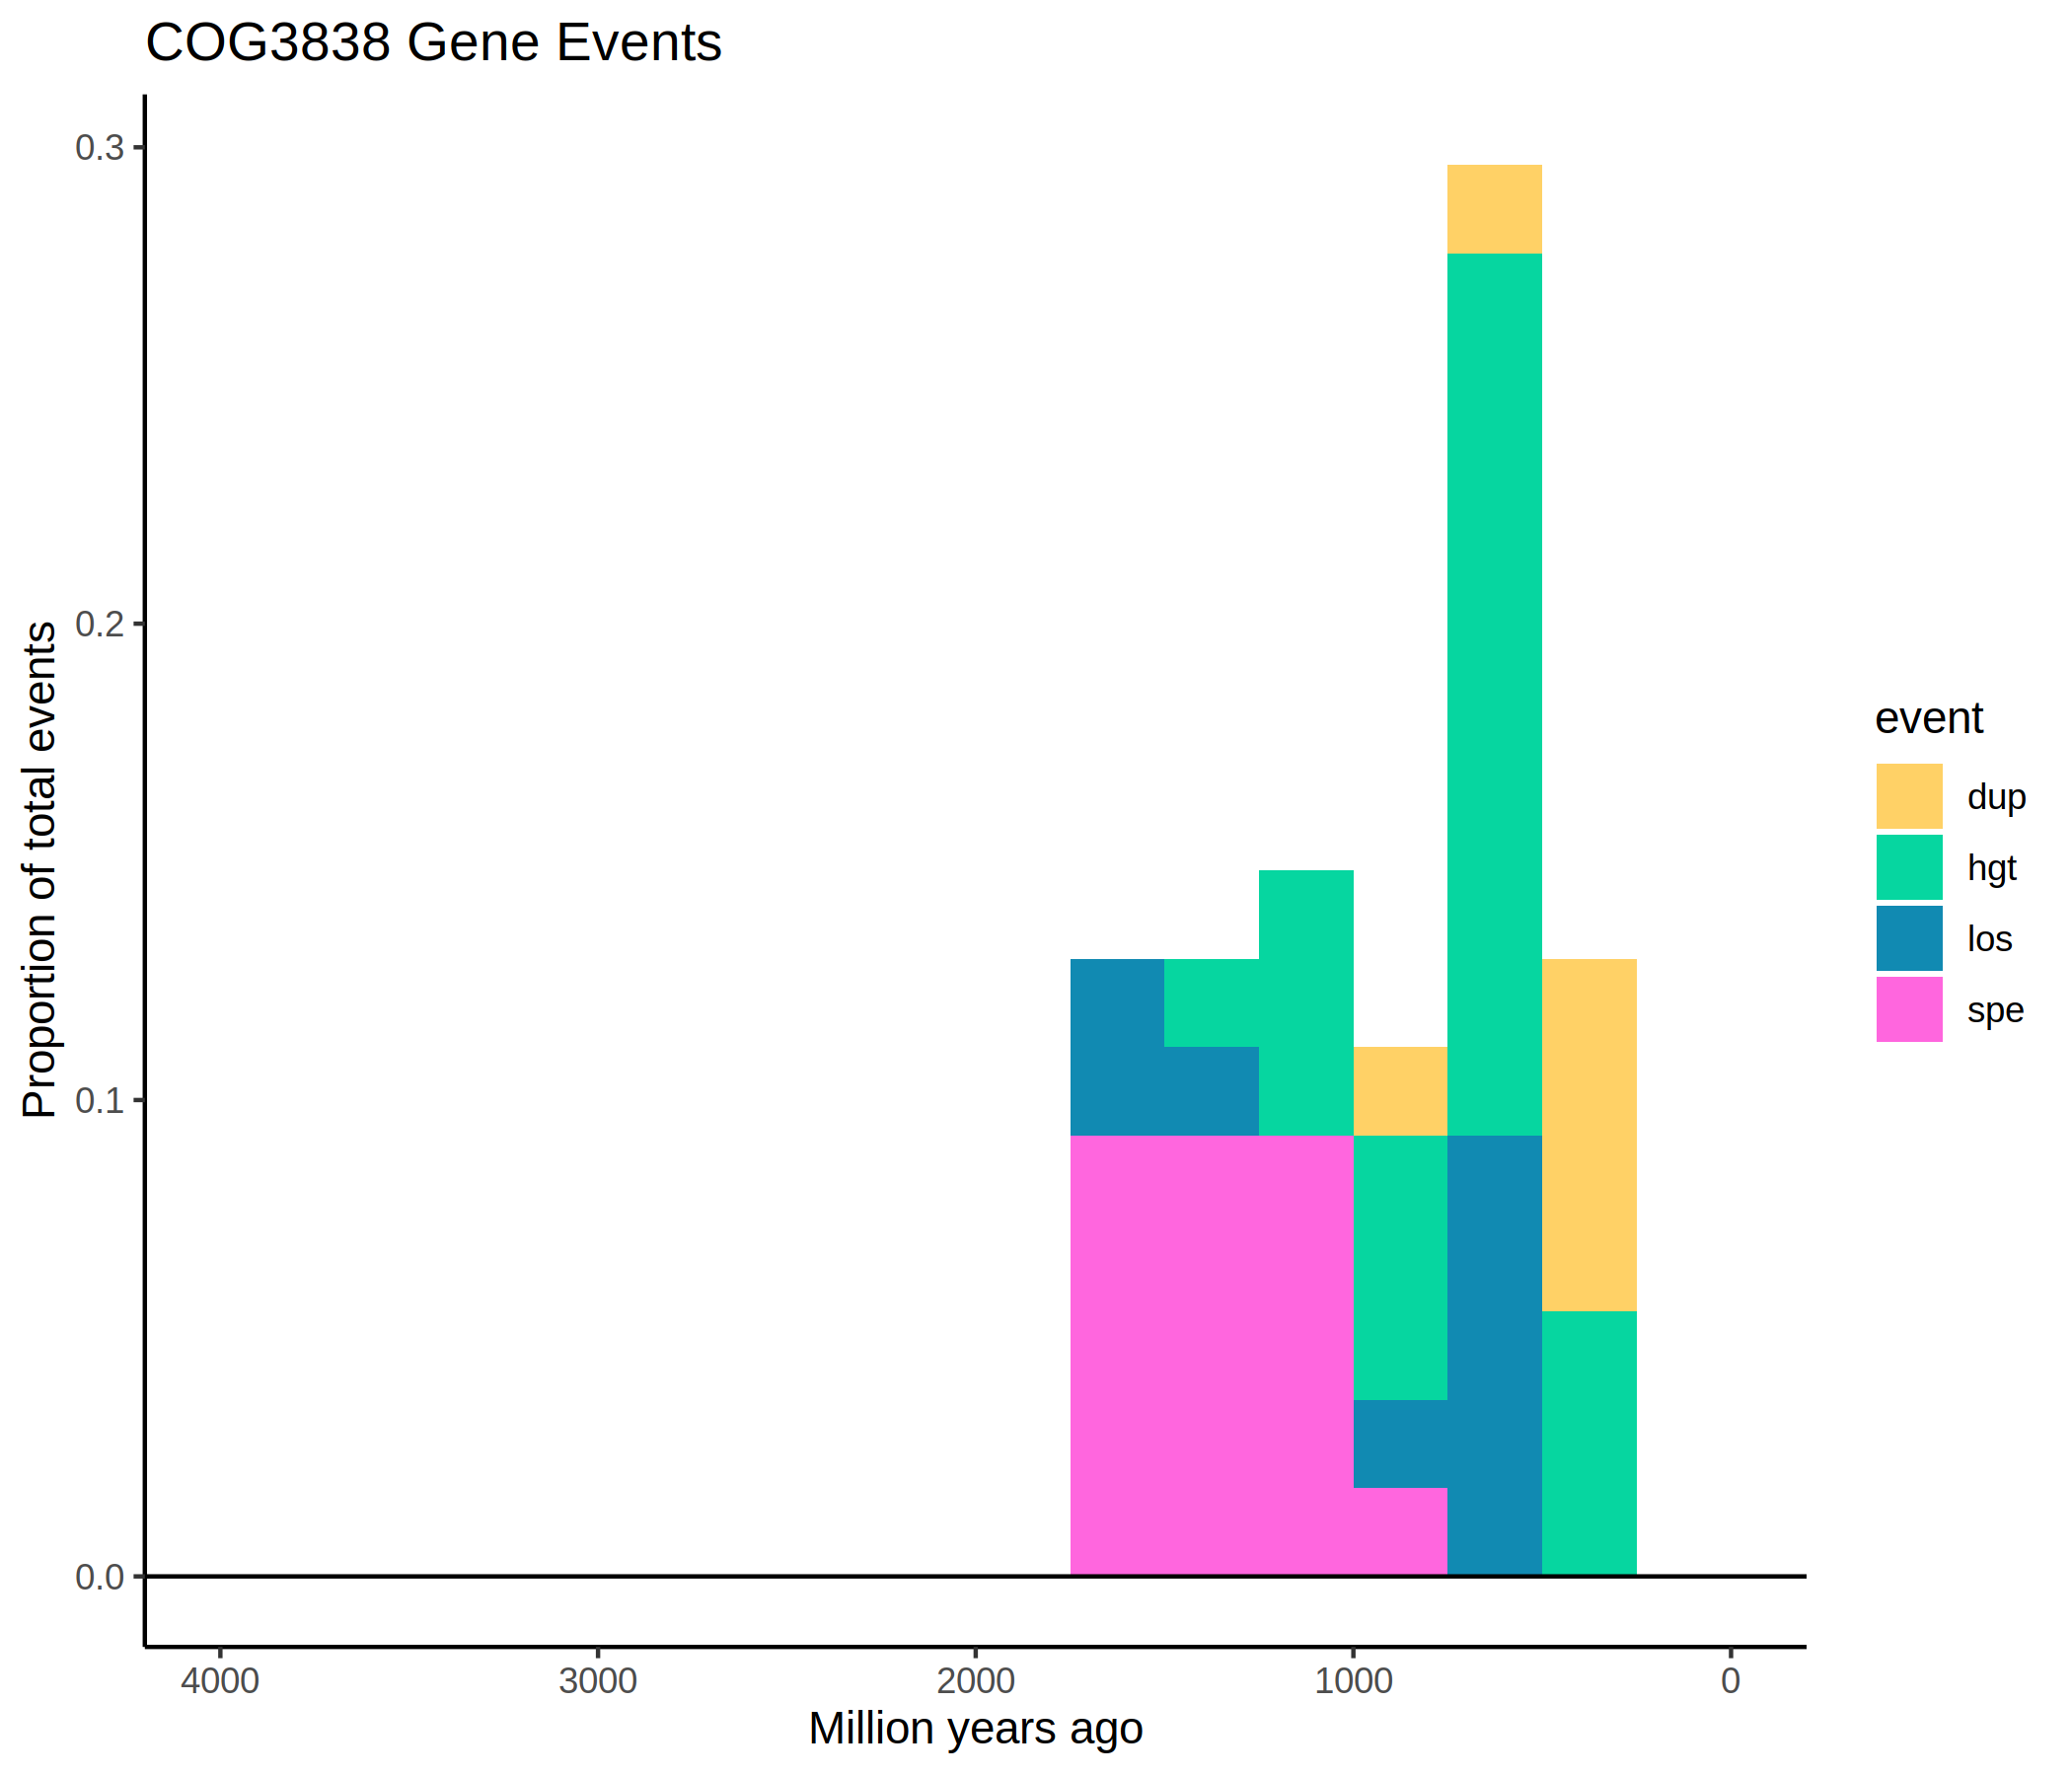 COG3838 Gene Events
Proportion of total events
0.3
0.2
0.1
0.0
4000 3000 2000 1000 0
Million years ago
event
dup
hgt
los
spe